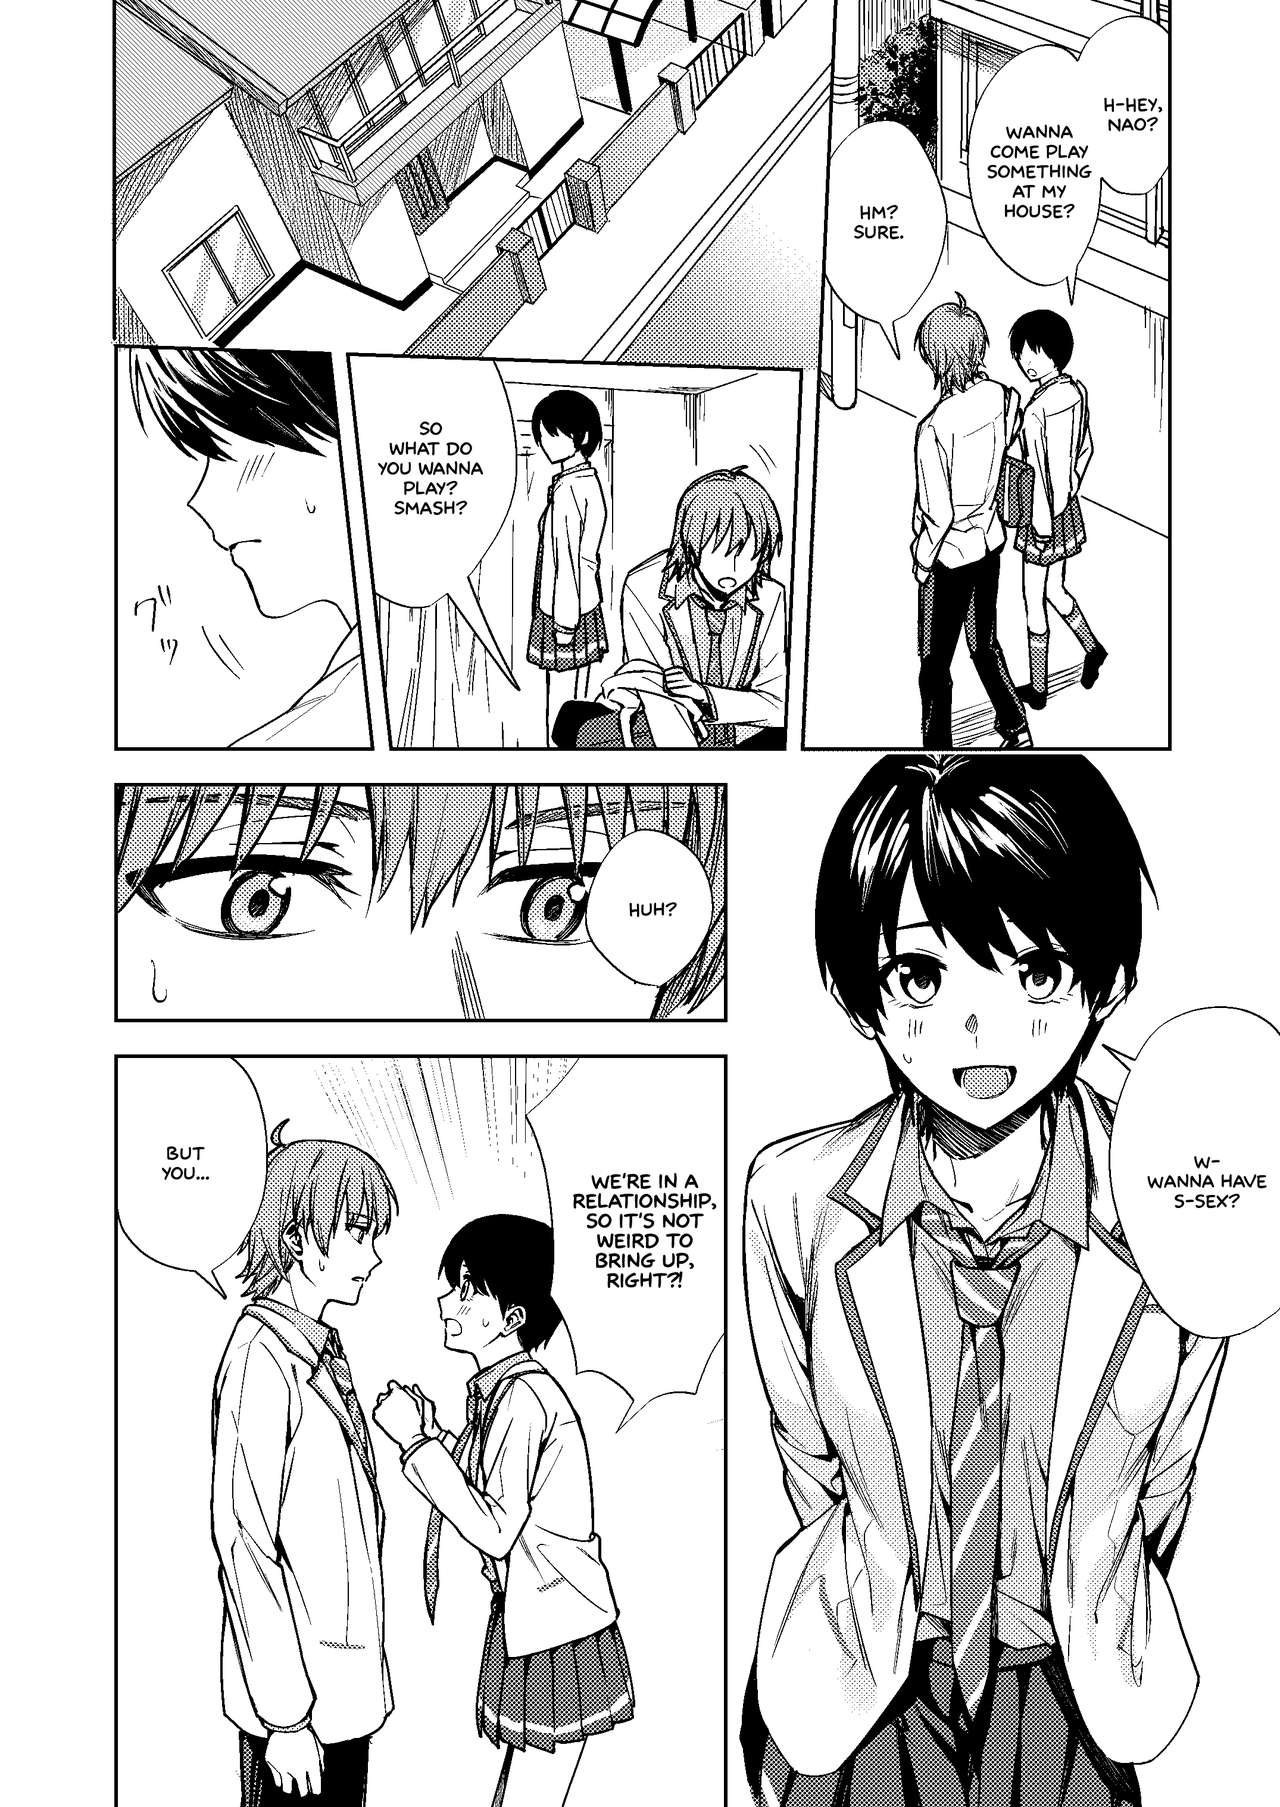 H-HEY,
NAO?
WANNA
COME PLAY
SOMETHING
AT MY
HOUSE?
HM?
SURE.
SO
WHAT DO
YOU WANNA
PLAY?
SMASH?
グッ
W-
WANNA HAVE
S-SEX?
HUH?
WE'RE IN A
RELATIONSHIP,
SO IT'S NOT
WEIRD TO
BRING UP,
RIGHT?!
BUT
YOU...